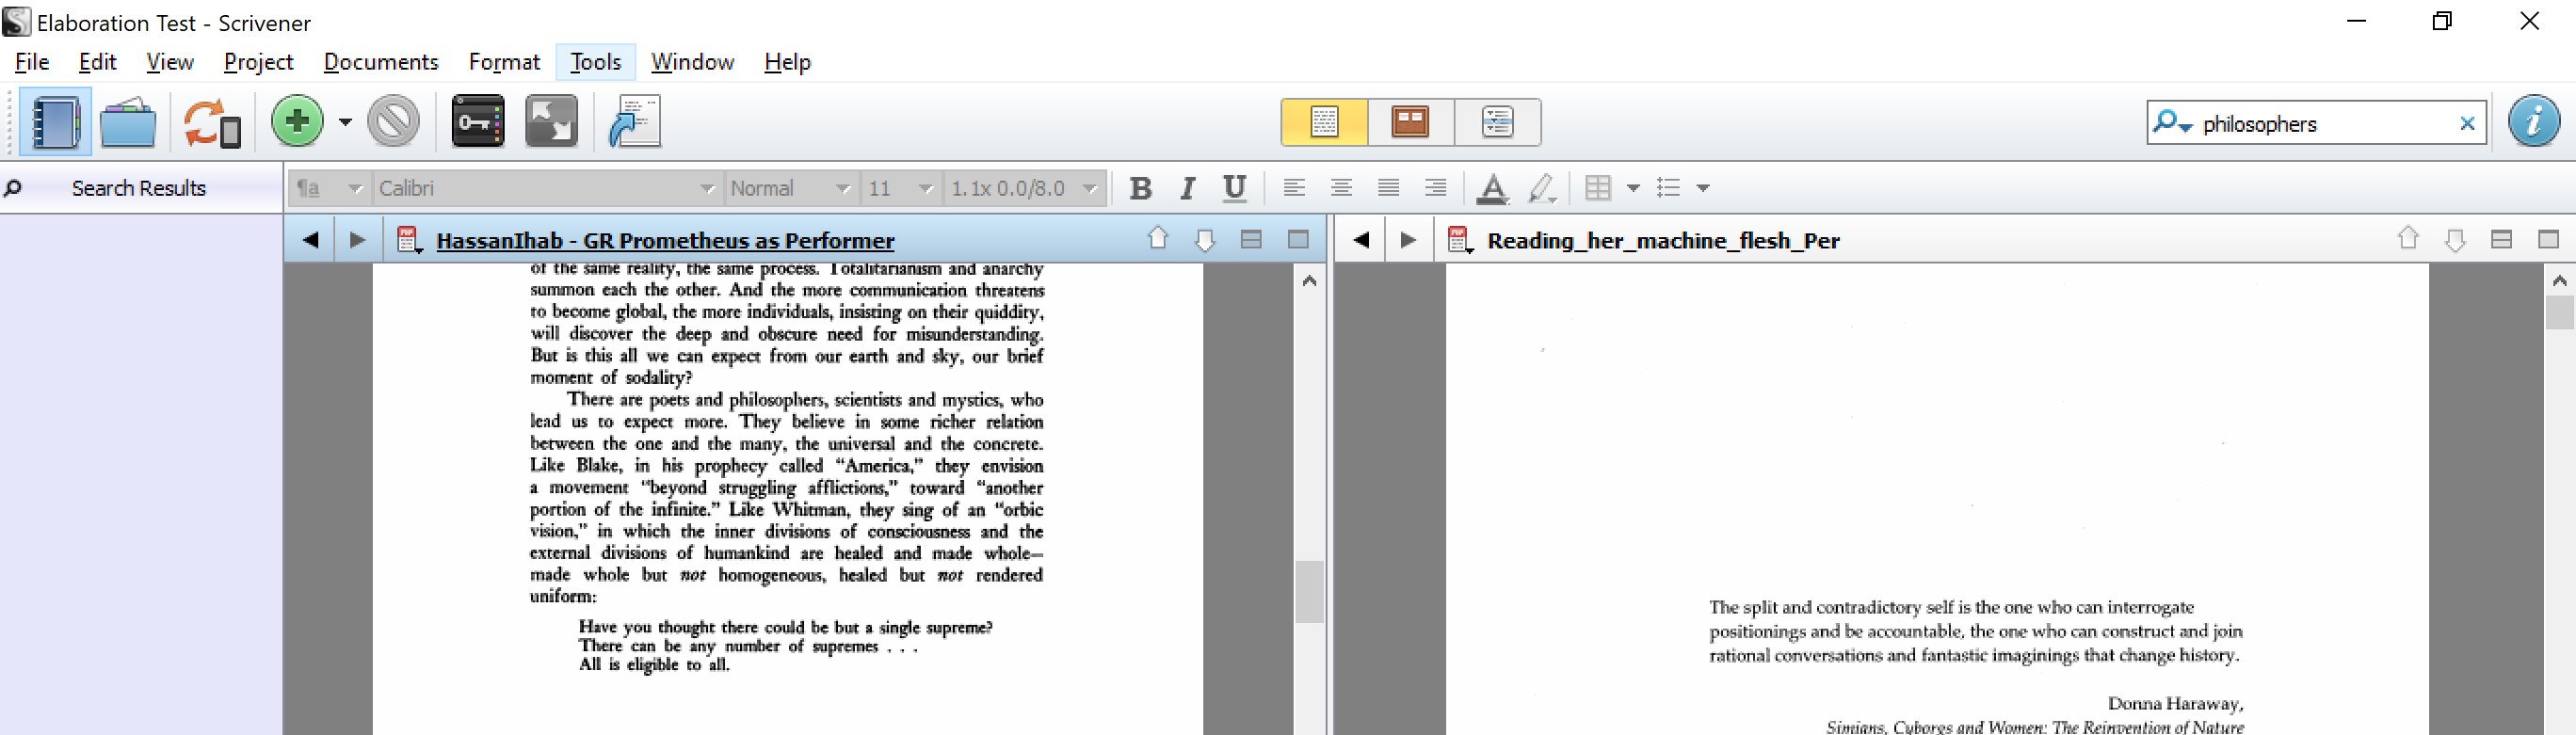 Elaboration Test - Scrivener
File Edit View Project Documents Format Tools Window Help
philosophers
Search Results
Calibri Normal 11 1.1x 0.0/8.0
B I U A
HassanIhab - GR Prometheus as Performer
of the same reality, the same process. Totalitarianism and anarchy
summon each the other. And the more communication threatens
to become global, the more individuals, insisting on their quiddity,
will discover the deep and obscure need for misunderstanding.
But is this all we can expect from our earth and sky, our brief
moment of sodality?
There are poets and philosophers, scientists and mystics, who
lead us to expect more. They believe in some richer relation
between the one and the many, the universal and the concrete.
Like Blake, in his prophecy called “America,” they envision
a movement “beyond struggling afflictions,” toward “another
portion of the infinite.” Like Whitman, they sing of an “orbic
vision,” in which the inner divisions of consciousness and the
external divisions of humankind are healed and made whole—
made whole but not homogeneous, healed but not rendered
uniform:
Have you thought there could be but a single supreme?
There can be any number of supremes . . .
All is eligible to all.
Reading_her_machine_flesh_Per
The split and contradictory self is the one who can interrogate
positionings and be accountable, the one who can construct and join
rational conversations and fantastic imaginings that change history.
Donna Haraway,
Simians, Cyborgs and Women: The Reinvention of Nature